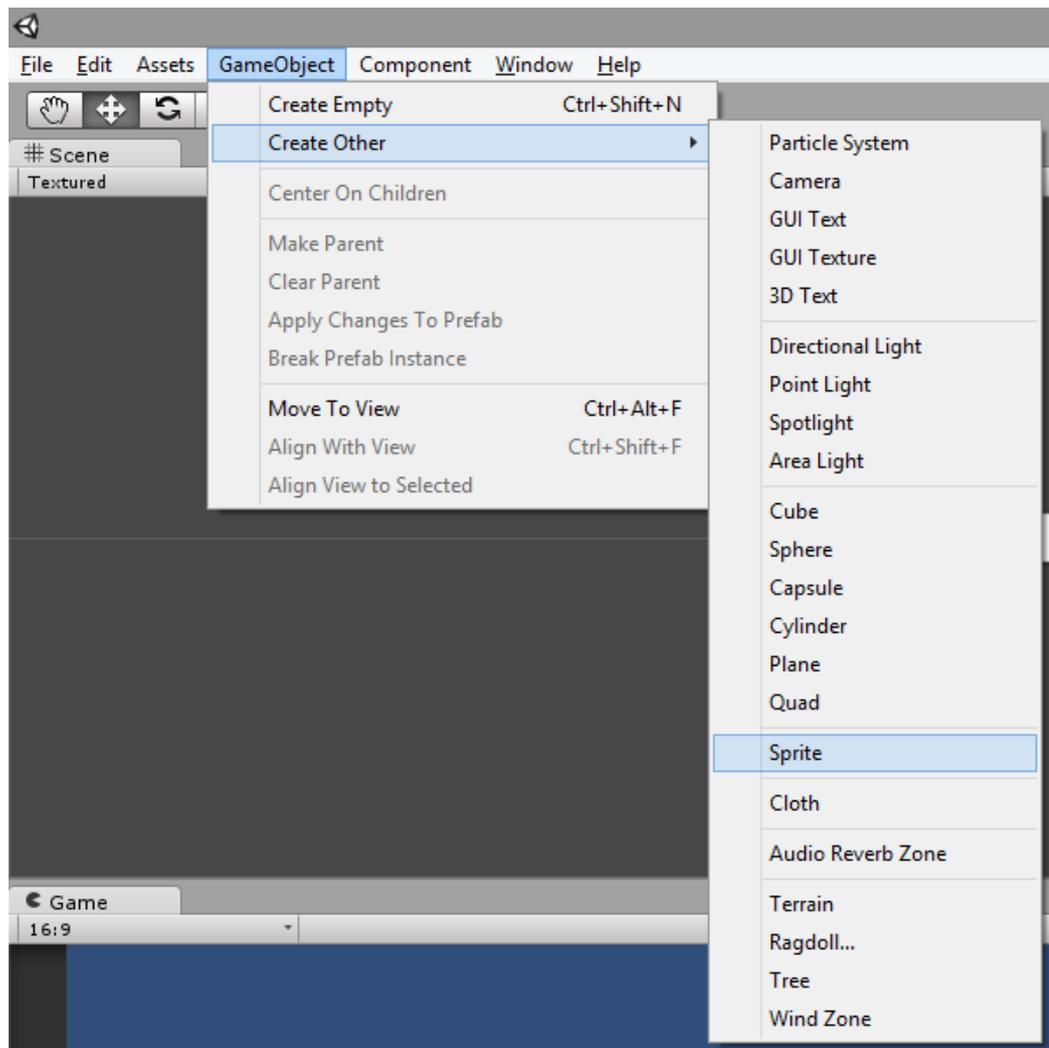 File Edit Assets GameObject Component Window Help
Create Empty Ctrl+Shift+N
Create Other
Center On Children
Make Parent
Clear Parent
Apply Changes To Prefab
Break Prefab Instance
Move To View Ctrl+Alt+F
Align With View Ctrl+Shift+F
Align View to Selected
Particle System
Camera
GUI Text
GUI Texture
3D Text
Directional Light
Point Light
Spotlight
Area Light
Cube
Sphere
Capsule
Cylinder
Plane
Quad
Sprite
Cloth
Audio Reverb Zone
Terrain
Ragdoll...
Tree
Wind Zone
Scene
Textured
Game
16:9